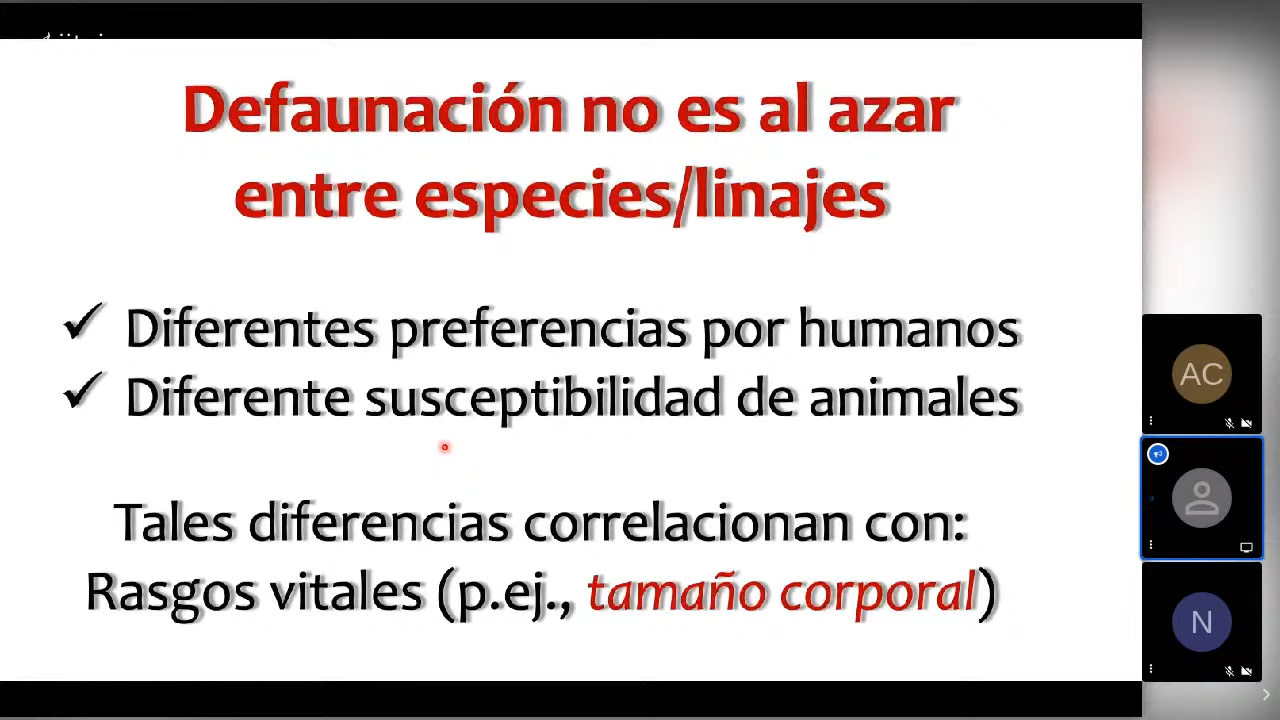 Defaunación no es al azar
entre especies/linajes
✓ Diferentes preferencias por humanos
✓ Diferente susceptibilidad de animales
Tales diferencias correlacionan con:
Rasgos vitales (p.ej., tamaño corporal)
AC
N